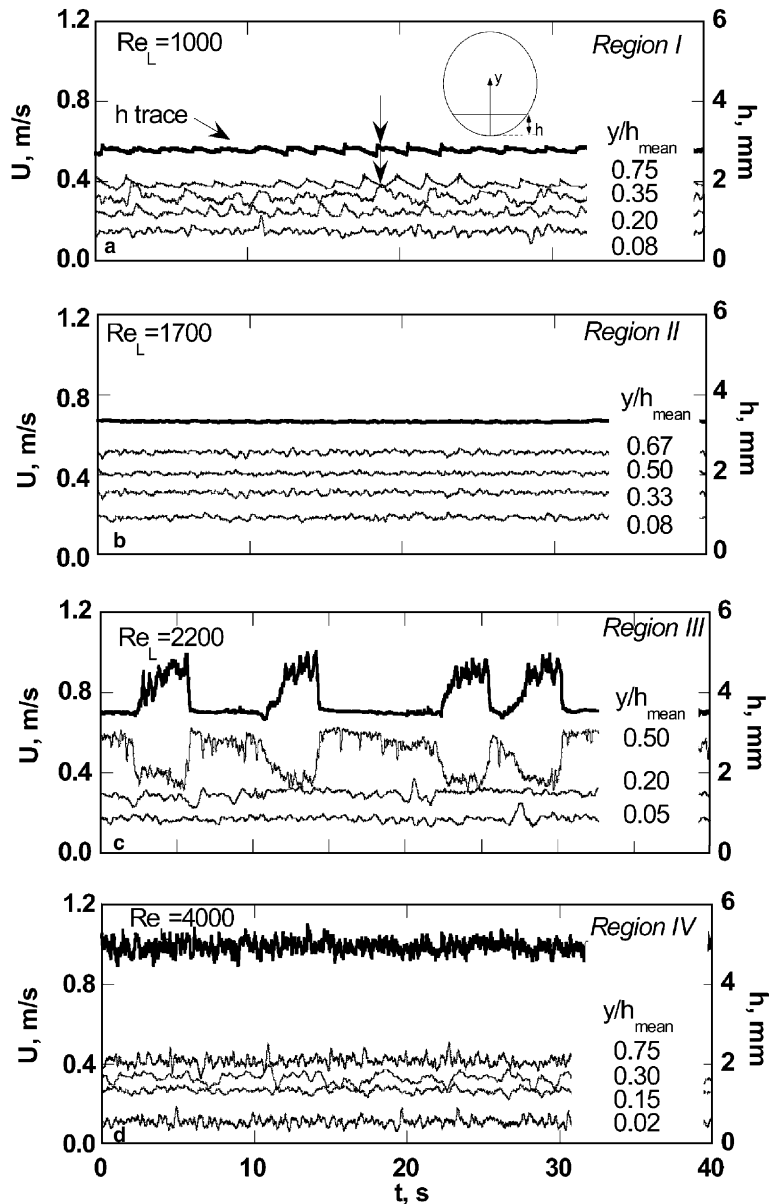 1.2
0.8
0.4
0.0
U, m/s
Re_L=1000
Region I
h trace
y
h
y/h_mean
0.75
0.35
0.20
0.08
a
6
4
2
0
h, mm
1.2
0.8
0.4
0.0
U, m/s
Re_L=1700
Region II
y/h_mean
0.67
0.50
0.33
0.08
b
6
4
2
0
h, mm
1.2
0.8
0.4
0.0
U, m/s
Re_L=2200
Region III
y/h_mean
0.50
0.20
0.05
c
6
4
2
0
h, mm
1.2
0.8
0.4
0.0
U, m/s
Re_L=4000
Region IV
y/h_mean
0.75
0.30
0.15
0.02
d
6
4
2
0
h, mm
0 10 20 30 40
t, s